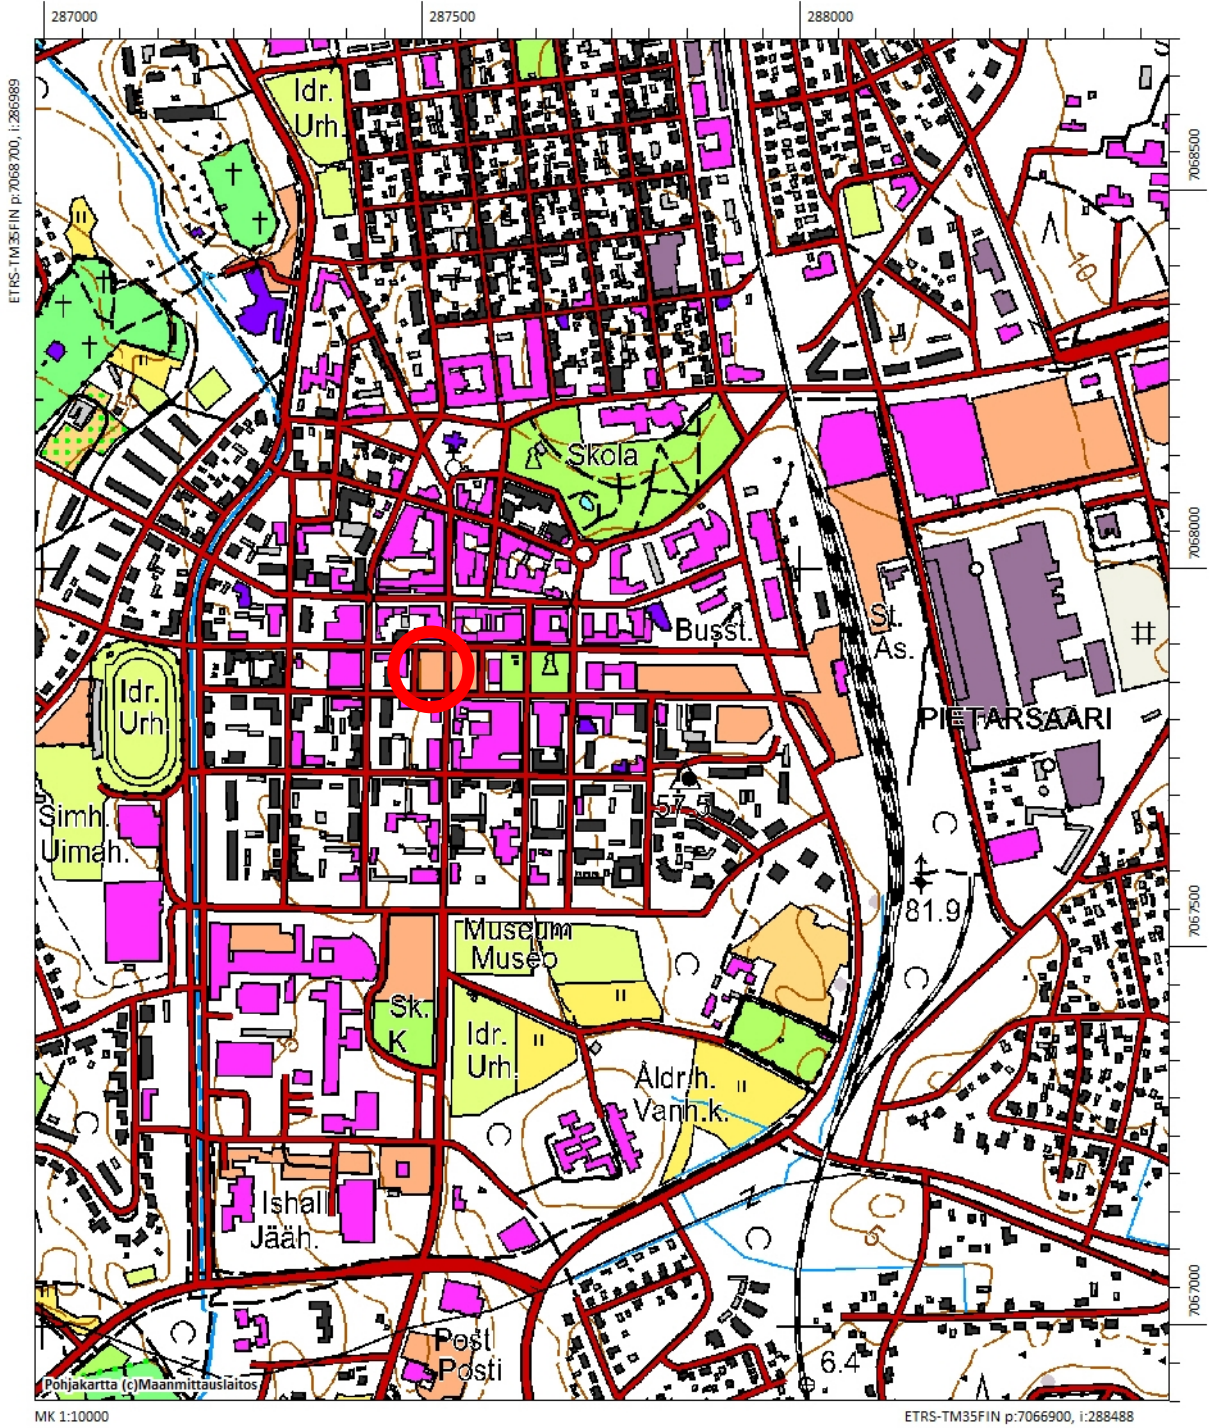 287000
287500
288000
ETRS-TM35FIN p:7068700, i:286989
7068500
Idr.
Urh.
10
Skola
7068000
Busst.
St.
As.
Idr.
Urh.
PIETARSAARI
57.5
Simh.
Uimah.
81.9
7067500
Museum
Museo
Sk.
K
Idr.
Urh.
Åldr.h.
Vanh.k.
Ishall
Jääh.
5
7067000
Post
Posti
6.4
Pohjakartta (c)Maanmittauslaitos
MK 1:10000
ETRS-TM35FIN p:7066900, i:288488